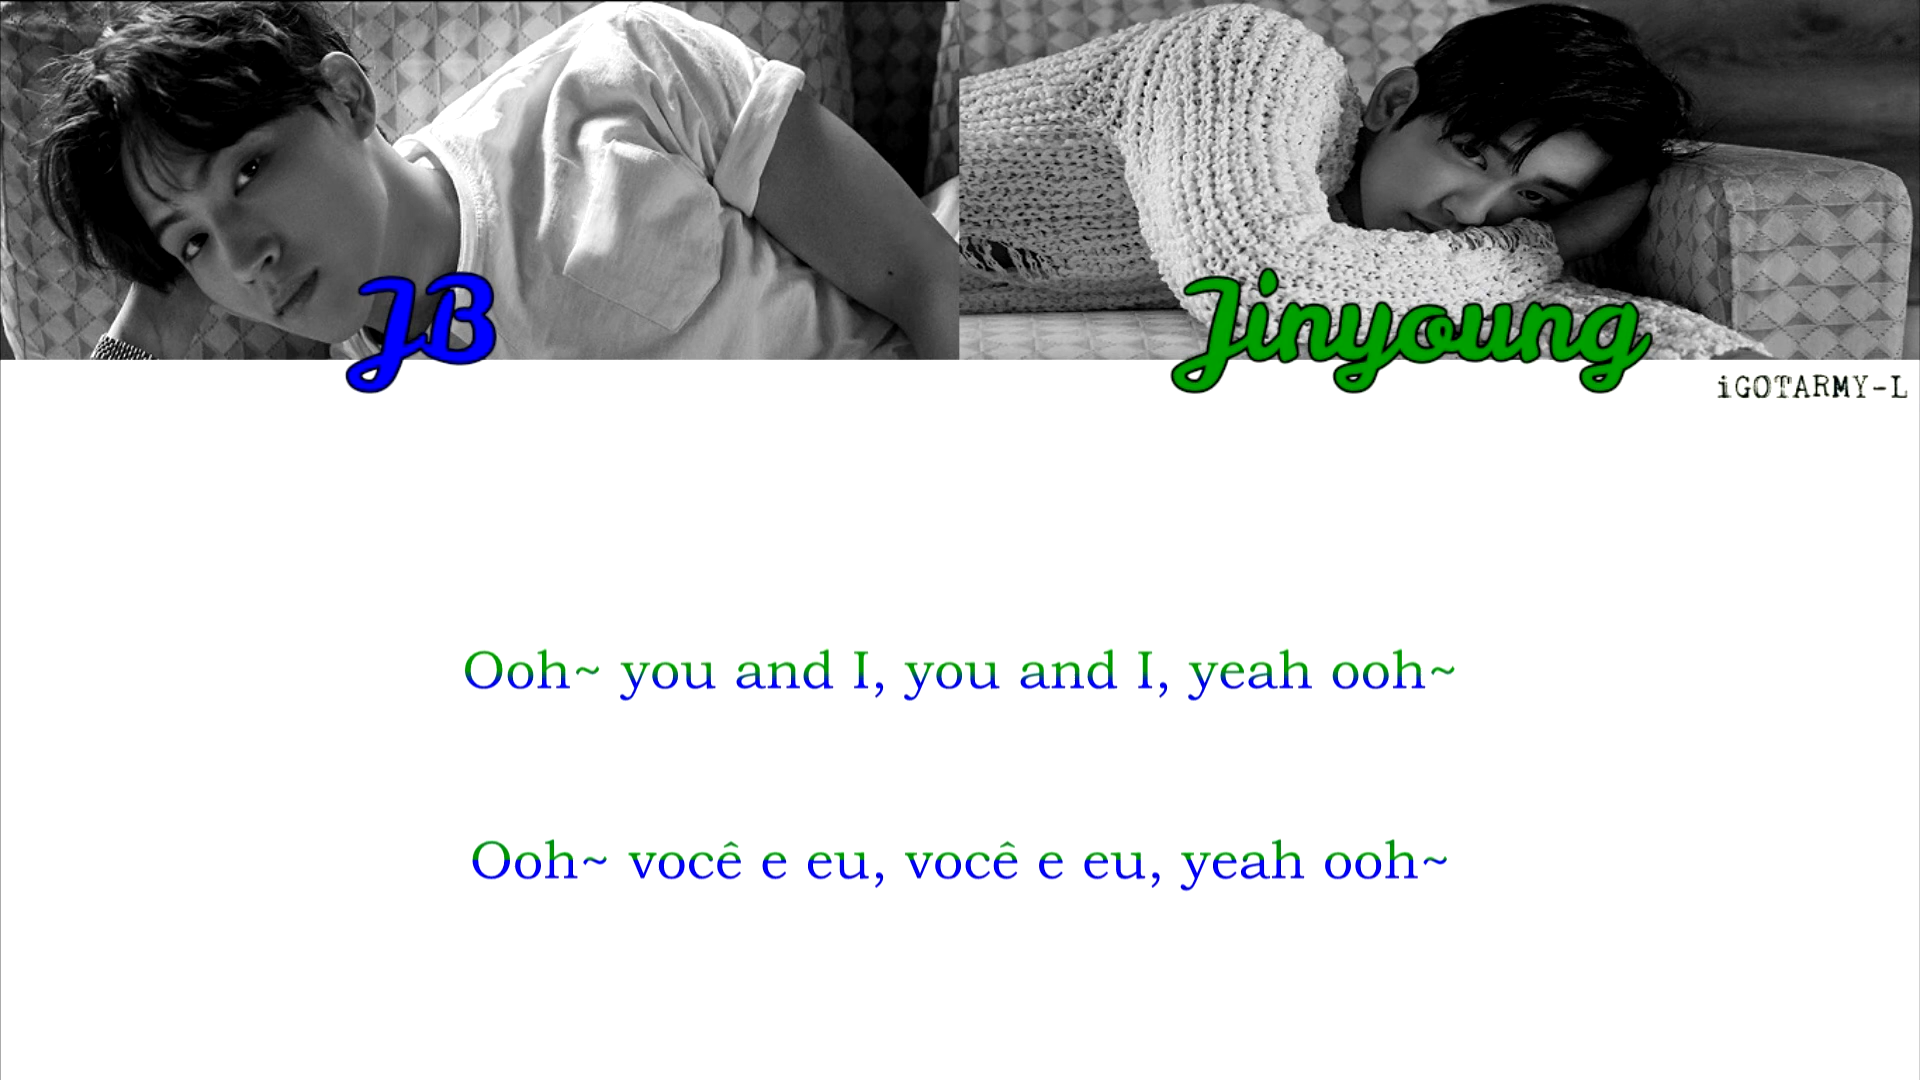 JB
Jinyoung
iGOTARMY-L
Ooh~ you and I, you and I, yeah ooh~
Ooh~ você e eu, você e eu, yeah ooh~